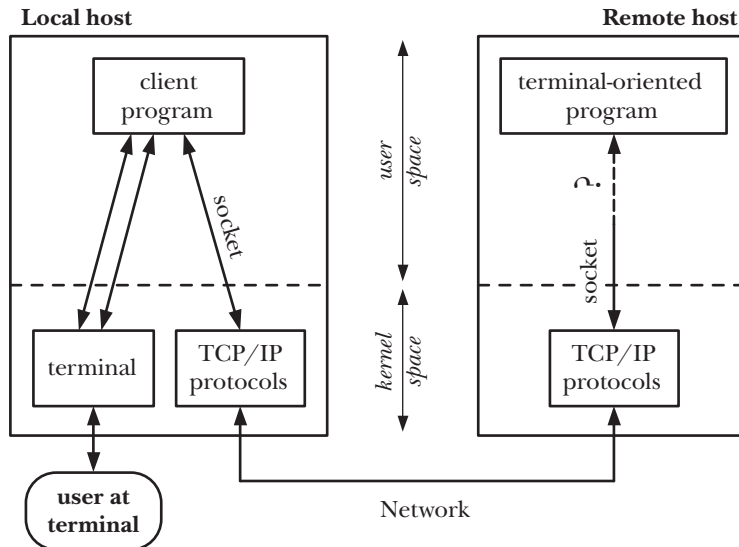 Local host
Remote host
client
program
terminal-oriented
program
user
space
?
socket
socket
kernel
space
terminal
TCP/IP
protocols
TCP/IP
protocols
user at
terminal
Network